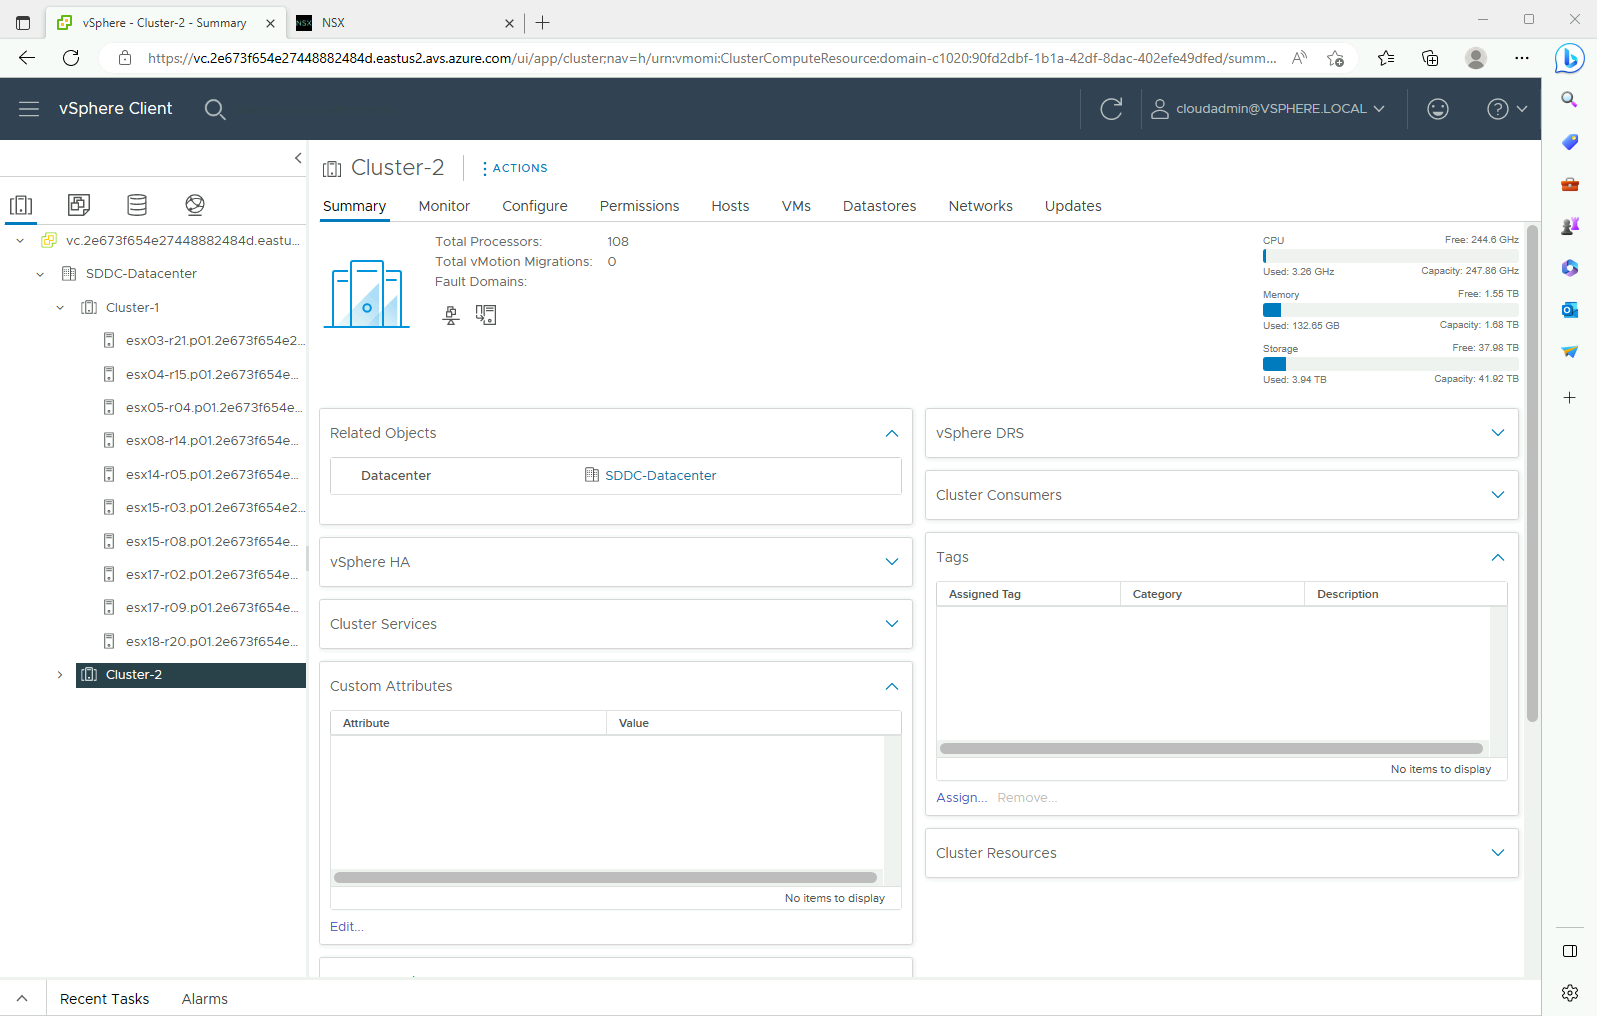 vSphere - Cluster-2 - Summary
NSX
NSX
https://vc.2e673f654e27448882484d.eastus2.avs.azure.com/ui/app/cluster;nav=h/urn:vmomi:ClusterComputeResource:domain-c1020:90fd2dbf-1b1a-42df-8dac-402efe49dfed/summ...
vSphere Client
cloudadmin@VSPHERE.LOCAL
vc.2e673f654e27448882484d.eastu...
SDDC-Datacenter
Cluster-1
esx03-r21.p01.2e673f654e2...
esx04-r15.p01.2e673f654e...
esx05-r04.p01.2e673f654e...
esx08-r14.p01.2e673f654e...
esx14-r05.p01.2e673f654e...
esx15-r03.p01.2e673f654e2...
esx15-r08.p01.2e673f654e...
esx17-r02.p01.2e673f654e...
esx17-r09.p01.2e673f654e...
esx18-r20.p01.2e673f654e...
Cluster-2
Cluster-2
ACTIONS
Summary Monitor Configure Permissions Hosts VMs Datastores Networks Updates
Total Processors: 108
Total vMotion Migrations: 0
Fault Domains:
CPU Free: 244.6 GHz
Used: 3.26 GHz Capacity: 247.86 GHz
Memory Free: 1.55 TB
Used: 132.65 GB Capacity: 1.68 TB
Storage Free: 37.98 TB
Used: 3.94 TB Capacity: 41.92 TB
Related Objects
Datacenter SDDC-Datacenter
vSphere HA
Cluster Services
Custom Attributes
Attribute Value
No items to display
Edit...
vSphere DRS
Cluster Consumers
Tags
Assigned Tag Category Description
No items to display
Assign... Remove...
Cluster Resources
Recent Tasks Alarms